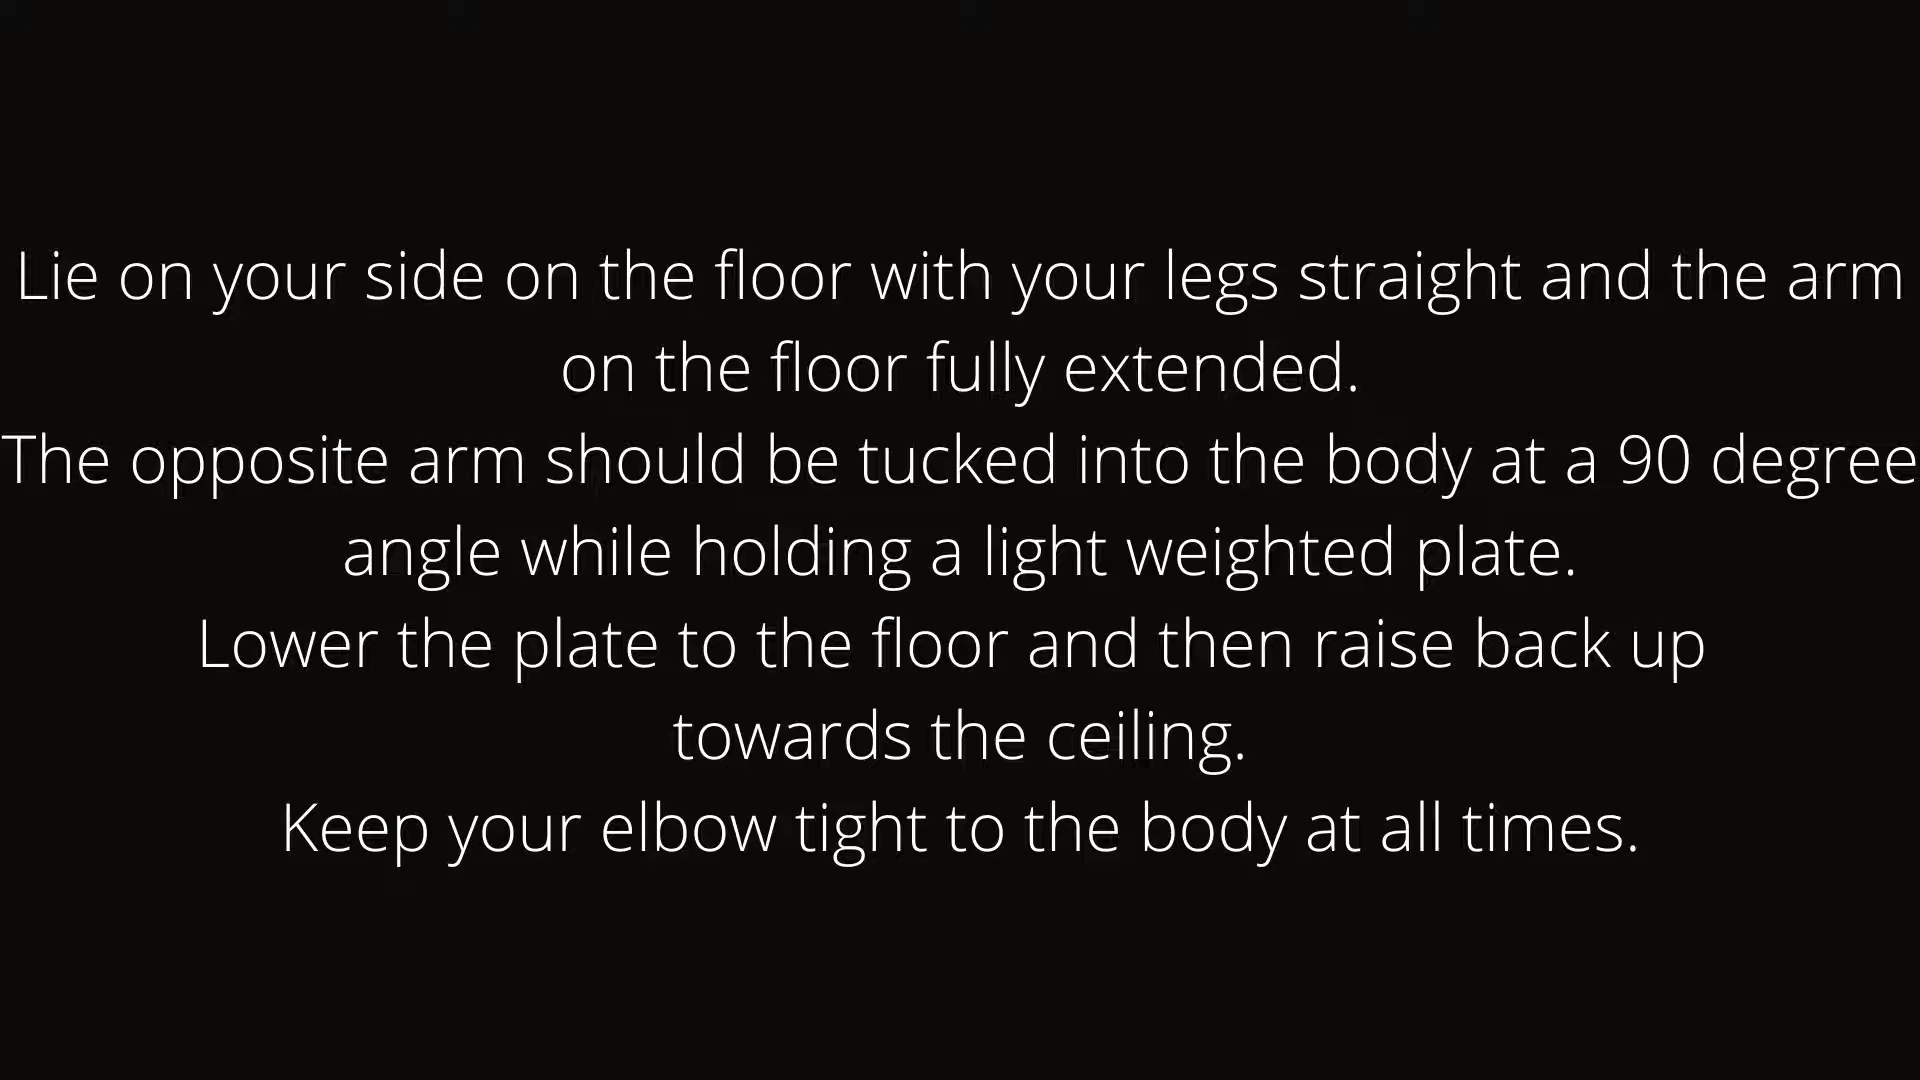 Lie on your side on the floor with your legs straight and the arm
on the floor fully extended.
The opposite arm should be tucked into the body at a 90 degree
angle while holding a light weighted plate.
Lower the plate to the floor and then raise back up
towards the ceiling.
Keep your elbow tight to the body at all times.